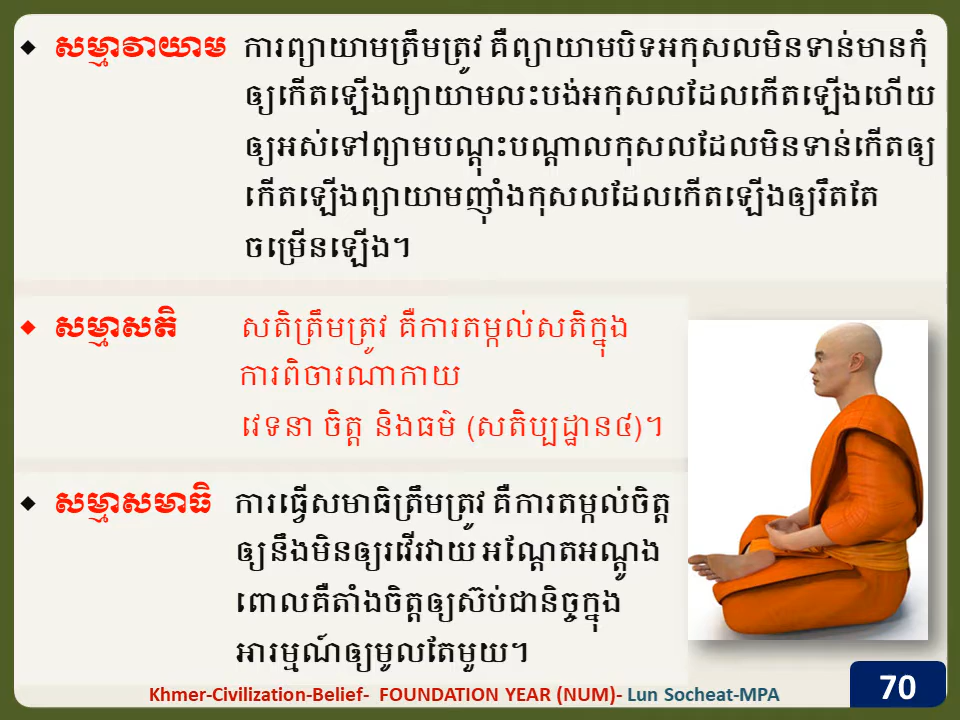 សម្មាវាយាម ការព្យាយាមត្រឹមត្រូវ គឺព្យាយាមបិទអកុសលមិនទាន់មានកុំ
ឲ្យកើតឡើងព្យាយាមលះបង់អកុសលដែលកើតឡើងហើយ
ឲ្យអស់ទៅព្យាមបណ្តុះបណ្តាលកុសលដែលមិនទាន់កើតឲ្យ
កើតឡើងព្យាយាមញ៉ាំងកុសលដែលកើតឡើងឲ្យរឹតតែ
ចម្រើនឡើង។
សម្មាសតិ សតិត្រឹមត្រូវ គឺការតម្កល់សតិក្នុង
ការពិចារណាកាយ
វេទនា ចិត្ត និងធម៌ (សតិប្បដ្ឋាន៤)។
សម្មាសមាធិ ការធ្វើសមាធិត្រឹមត្រូវ គឺការតម្កល់ចិត្ត
ឲ្យនឹងមិនឲ្យរវើរវាយ អណ្តែតអណ្តូង
ពោលគឺតាំងចិត្តឲ្យស៊ប់ជានិច្ចក្នុង
អារម្មណ៍ឲ្យមូលតែមួយ។
Khmer-Civilization-Belief- FOUNDATION YEAR (NUM)- Lun Socheat-MPA
70